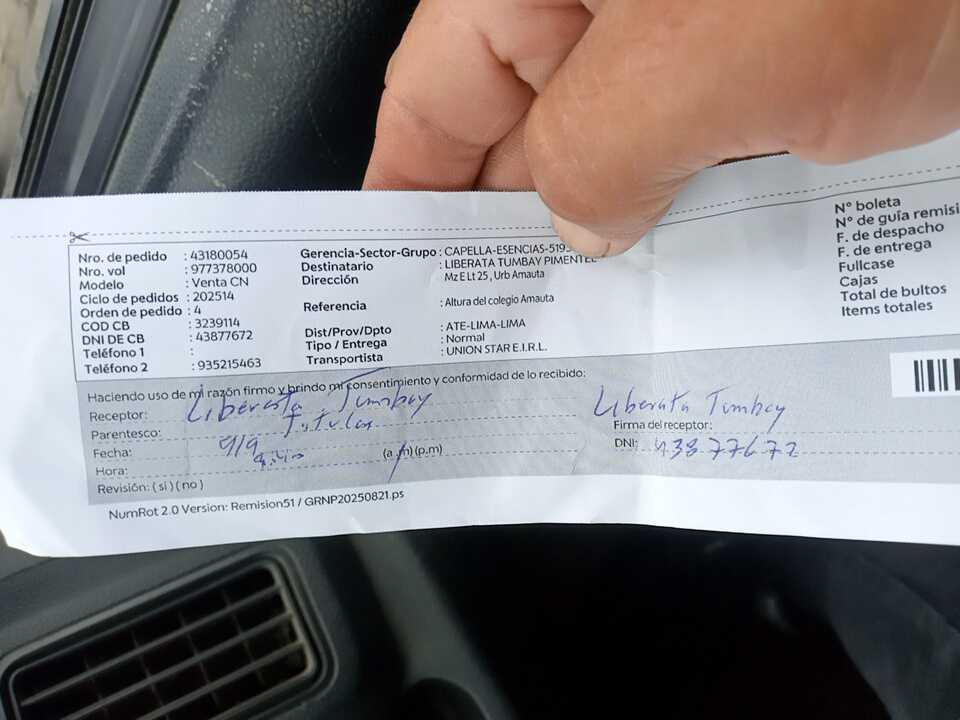 Nro. de pedido : 43180054
Nro. vol : 977378000
Modelo : Venta CN
Ciclo de pedidos : 202514
Orden de pedido : 4
COD CB : 3239114
DNI DE CB : 43877672
Teléfono 1 :
Teléfono 2 : 935215463
Gerencia-Sector-Grupo : CAPELLA-ESENCIAS-519
Destinatario : LIBERATA TUMBAY PIMENTEL
Dirección Mz E Lt 25 , Urb Amauta
Referencia : Altura del colegio Amauta
Dist/Prov/Dpto : ATE-LIMA-LIMA
Tipo / Entrega : Normal
Transportista : UNION STAR E.I.R.L.
N° boleta
N° de guía remisi
F. de despacho
F. de entrega
Fullcase
Cajas
Total de bultos
Items totales
Haciendo uso de mi razón firmo y brindo mi consentimiento y conformidad de lo recibido:
Receptor: Liberata Tumbay
Parentesco: Titular
Fecha: 9/9
Hora: (a.m)(p.m)
Revisión: ( si ) ( no )
Liberata Tumbay
Firma del receptor:
DNI: 43877672
NumRot 2.0 Version: Remision51 / GRNP20250821.ps